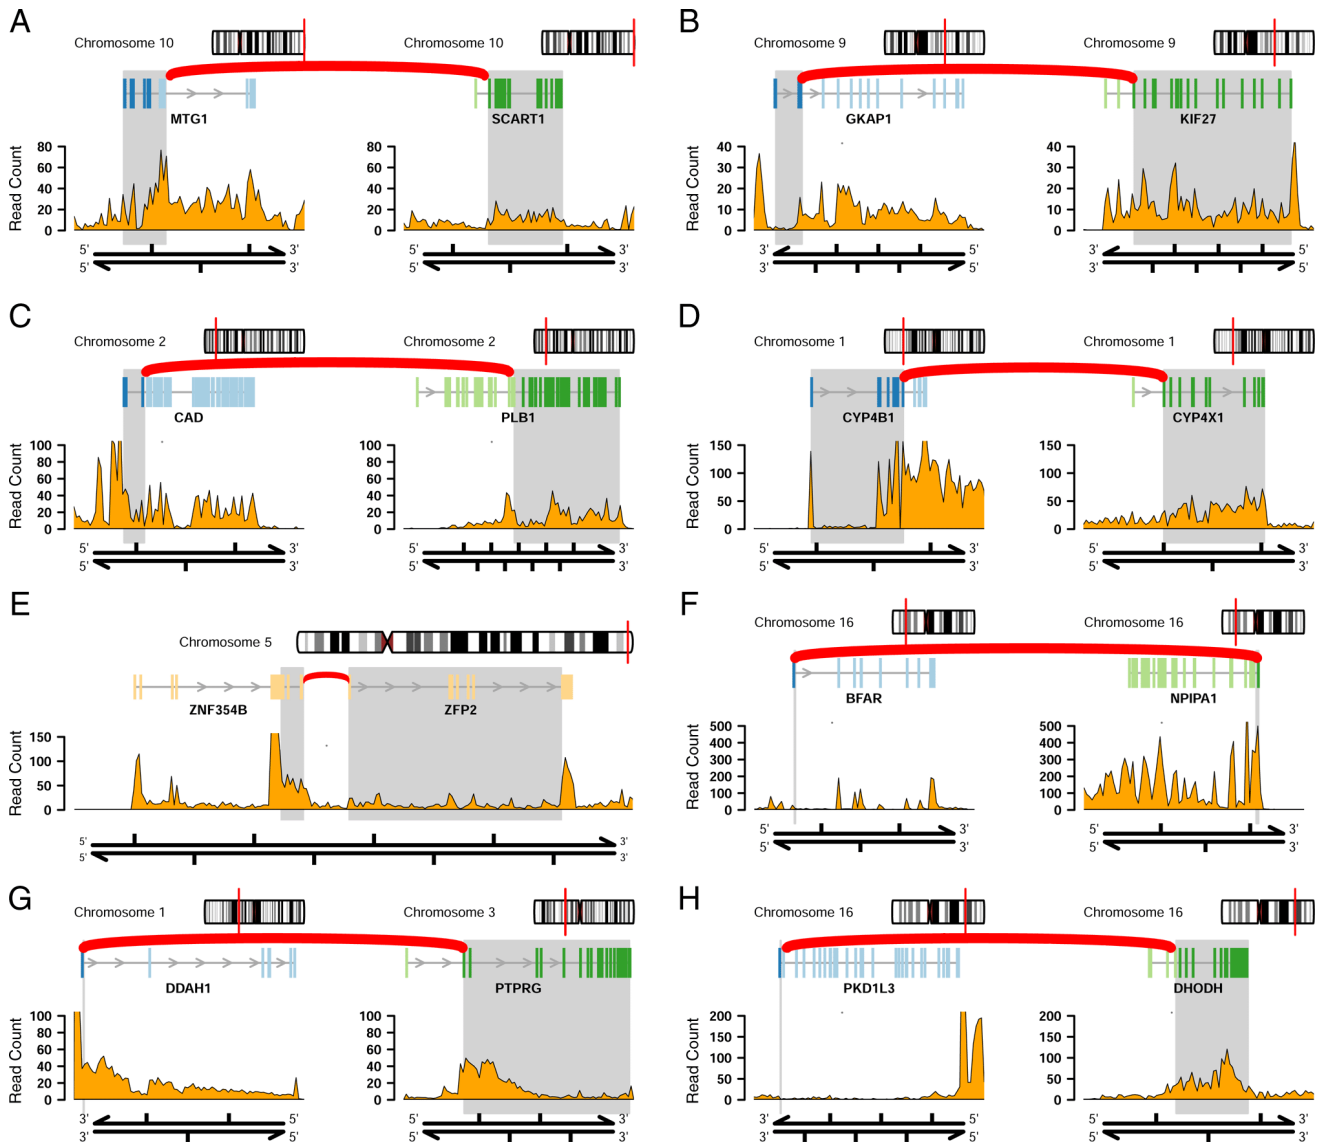 A
Chromosome 10
Chromosome 10
MTG1
SCART1
Read Count
80
60
40
20
0
80
60
40
20
0
5'
3'
5'
3'
5'
3'
5'
3'
B
Chromosome 9
Chromosome 9
GKAP1
KIF27
Read Count
40
30
20
10
0
40
30
20
10
0
3'
5'
3'
5'
3'
5'
3'
5'
C
Chromosome 2
Chromosome 2
CAD
PLB1
Read Count
100
80
60
40
20
0
100
80
60
40
20
0
5'
3'
5'
3'
5'
3'
5'
3'
D
Chromosome 1
Chromosome 1
CYP4B1
CYP4X1
Read Count
150
100
50
0
150
100
50
0
5'
3'
5'
3'
5'
3'
5'
3'
E
Chromosome 5
ZNF354B
ZFP2
Read Count
150
100
50
0
5'
3'
5'
3'
F
Chromosome 16
Chromosome 16
BFAR
NPIPA1
Read Count
500
400
300
200
100
0
500
400
300
200
100
0
5'
3'
5'
3'
5'
3'
5'
3'
G
Chromosome 1
Chromosome 3
DDAH1
PTPRG
Read Count
100
80
60
40
20
0
100
80
60
40
20
0
3'
5'
3'
5'
5'
3'
5'
3'
H
Chromosome 16
Chromosome 16
PKD1L3
DHODH
Read Count
200
150
100
50
0
200
150
100
50
0
3'
5'
3'
5'
5'
3'
5'
3'